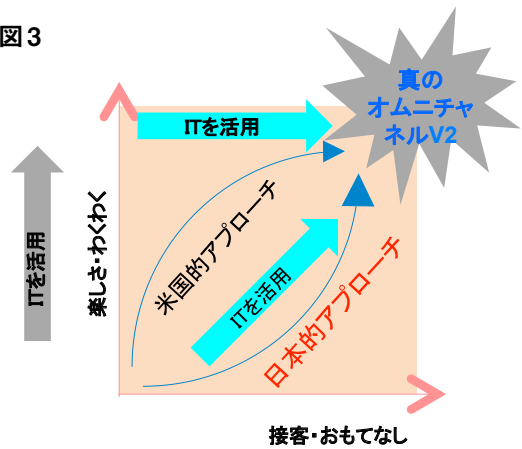 図3
真の
オムニチャ
ネルV2
ITを活用
ITを活用
楽しさ・わくわく
米国的アプローチ
ITを活用
日本的アプローチ
接客・おもてなし